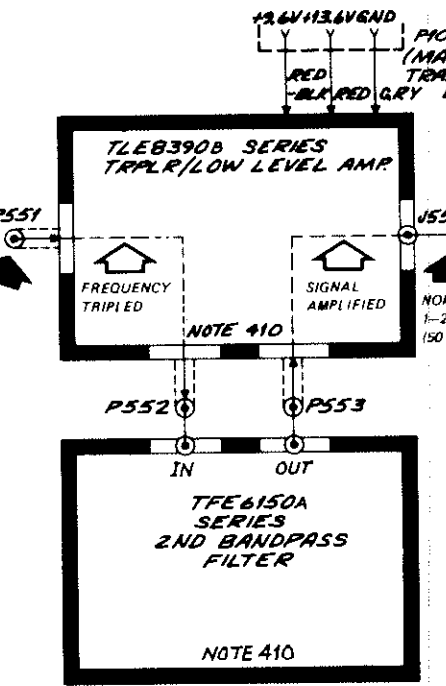 +9.6V +13.6V GND
RED-BLK RED GRY
TLE8390B SERIES
TRPLR/LOW LEVEL AMP.
FREQUENCY
TRIPLED
SIGNAL
AMPLIFIED
NOTE 410
P552
P553
IN
OUT
TFE6150A
SERIES
2ND BANDPASS
FILTER
NOTE 410